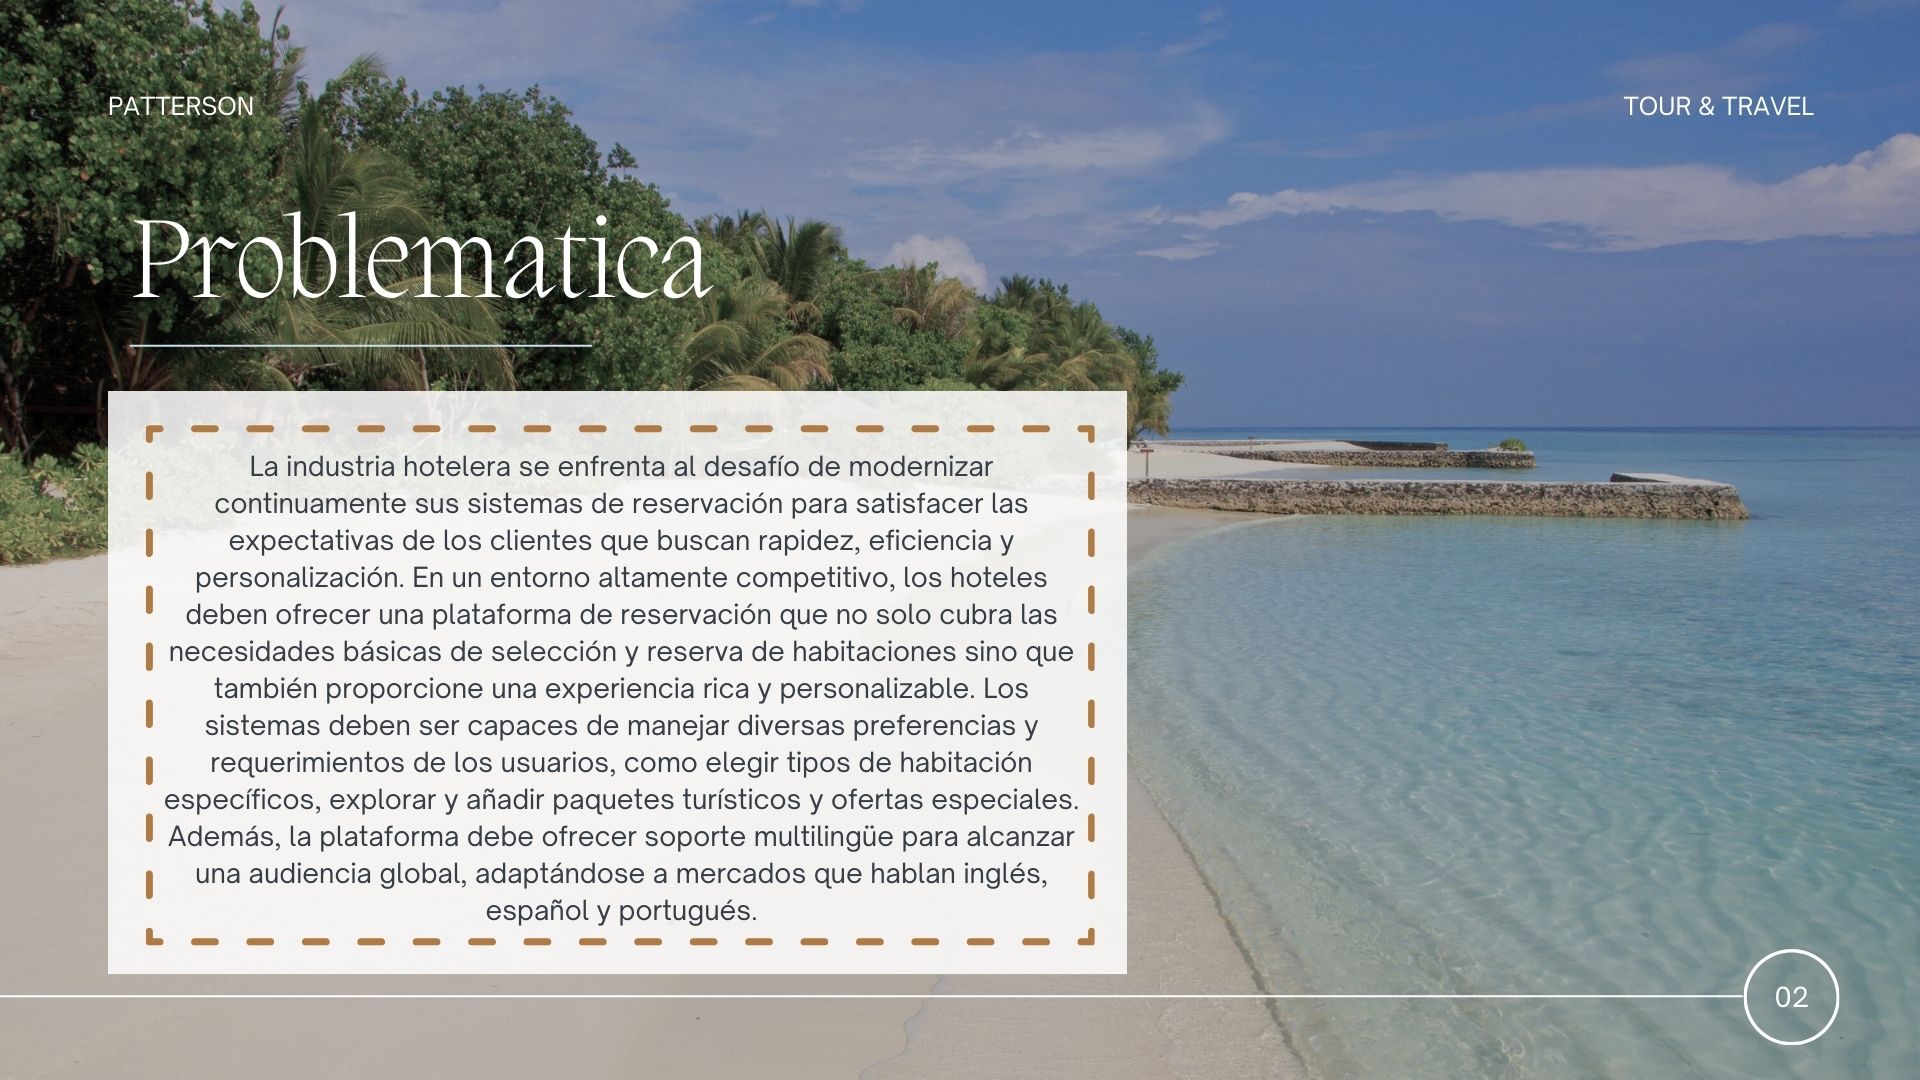 PATTERSON
TOUR & TRAVEL
Problematica
La industria hotelera se enfrenta al desafío de modernizar
continuamente sus sistemas de reservación para satisfacer las
expectativas de los clientes que buscan rapidez, eficiencia y
personalización. En un entorno altamente competitivo, los hoteles
deben ofrecer una plataforma de reservación que no solo cubra las
necesidades básicas de selección y reserva de habitaciones sino que
también proporcione una experiencia rica y personalizable. Los
sistemas deben ser capaces de manejar diversas preferencias y
requerimientos de los usuarios, como elegir tipos de habitación
específicos, explorar y añadir paquetes turísticos y ofertas especiales.
Además, la plataforma debe ofrecer soporte multilingüe para alcanzar
una audiencia global, adaptándose a mercados que hablan inglés,
español y portugués.
02